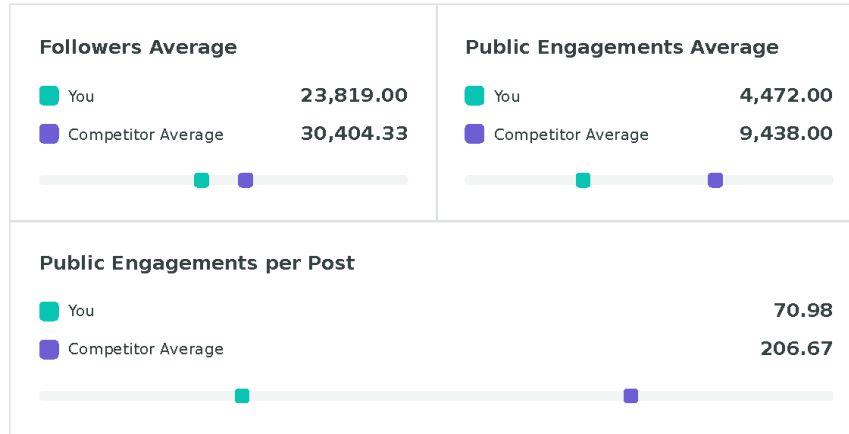 Followers Average
You 23,819.00
Competitor Average 30,404.33
Public Engagements Average
You 4,472.00
Competitor Average 9,438.00
Public Engagements per Post
You 70.98
Competitor Average 206.67